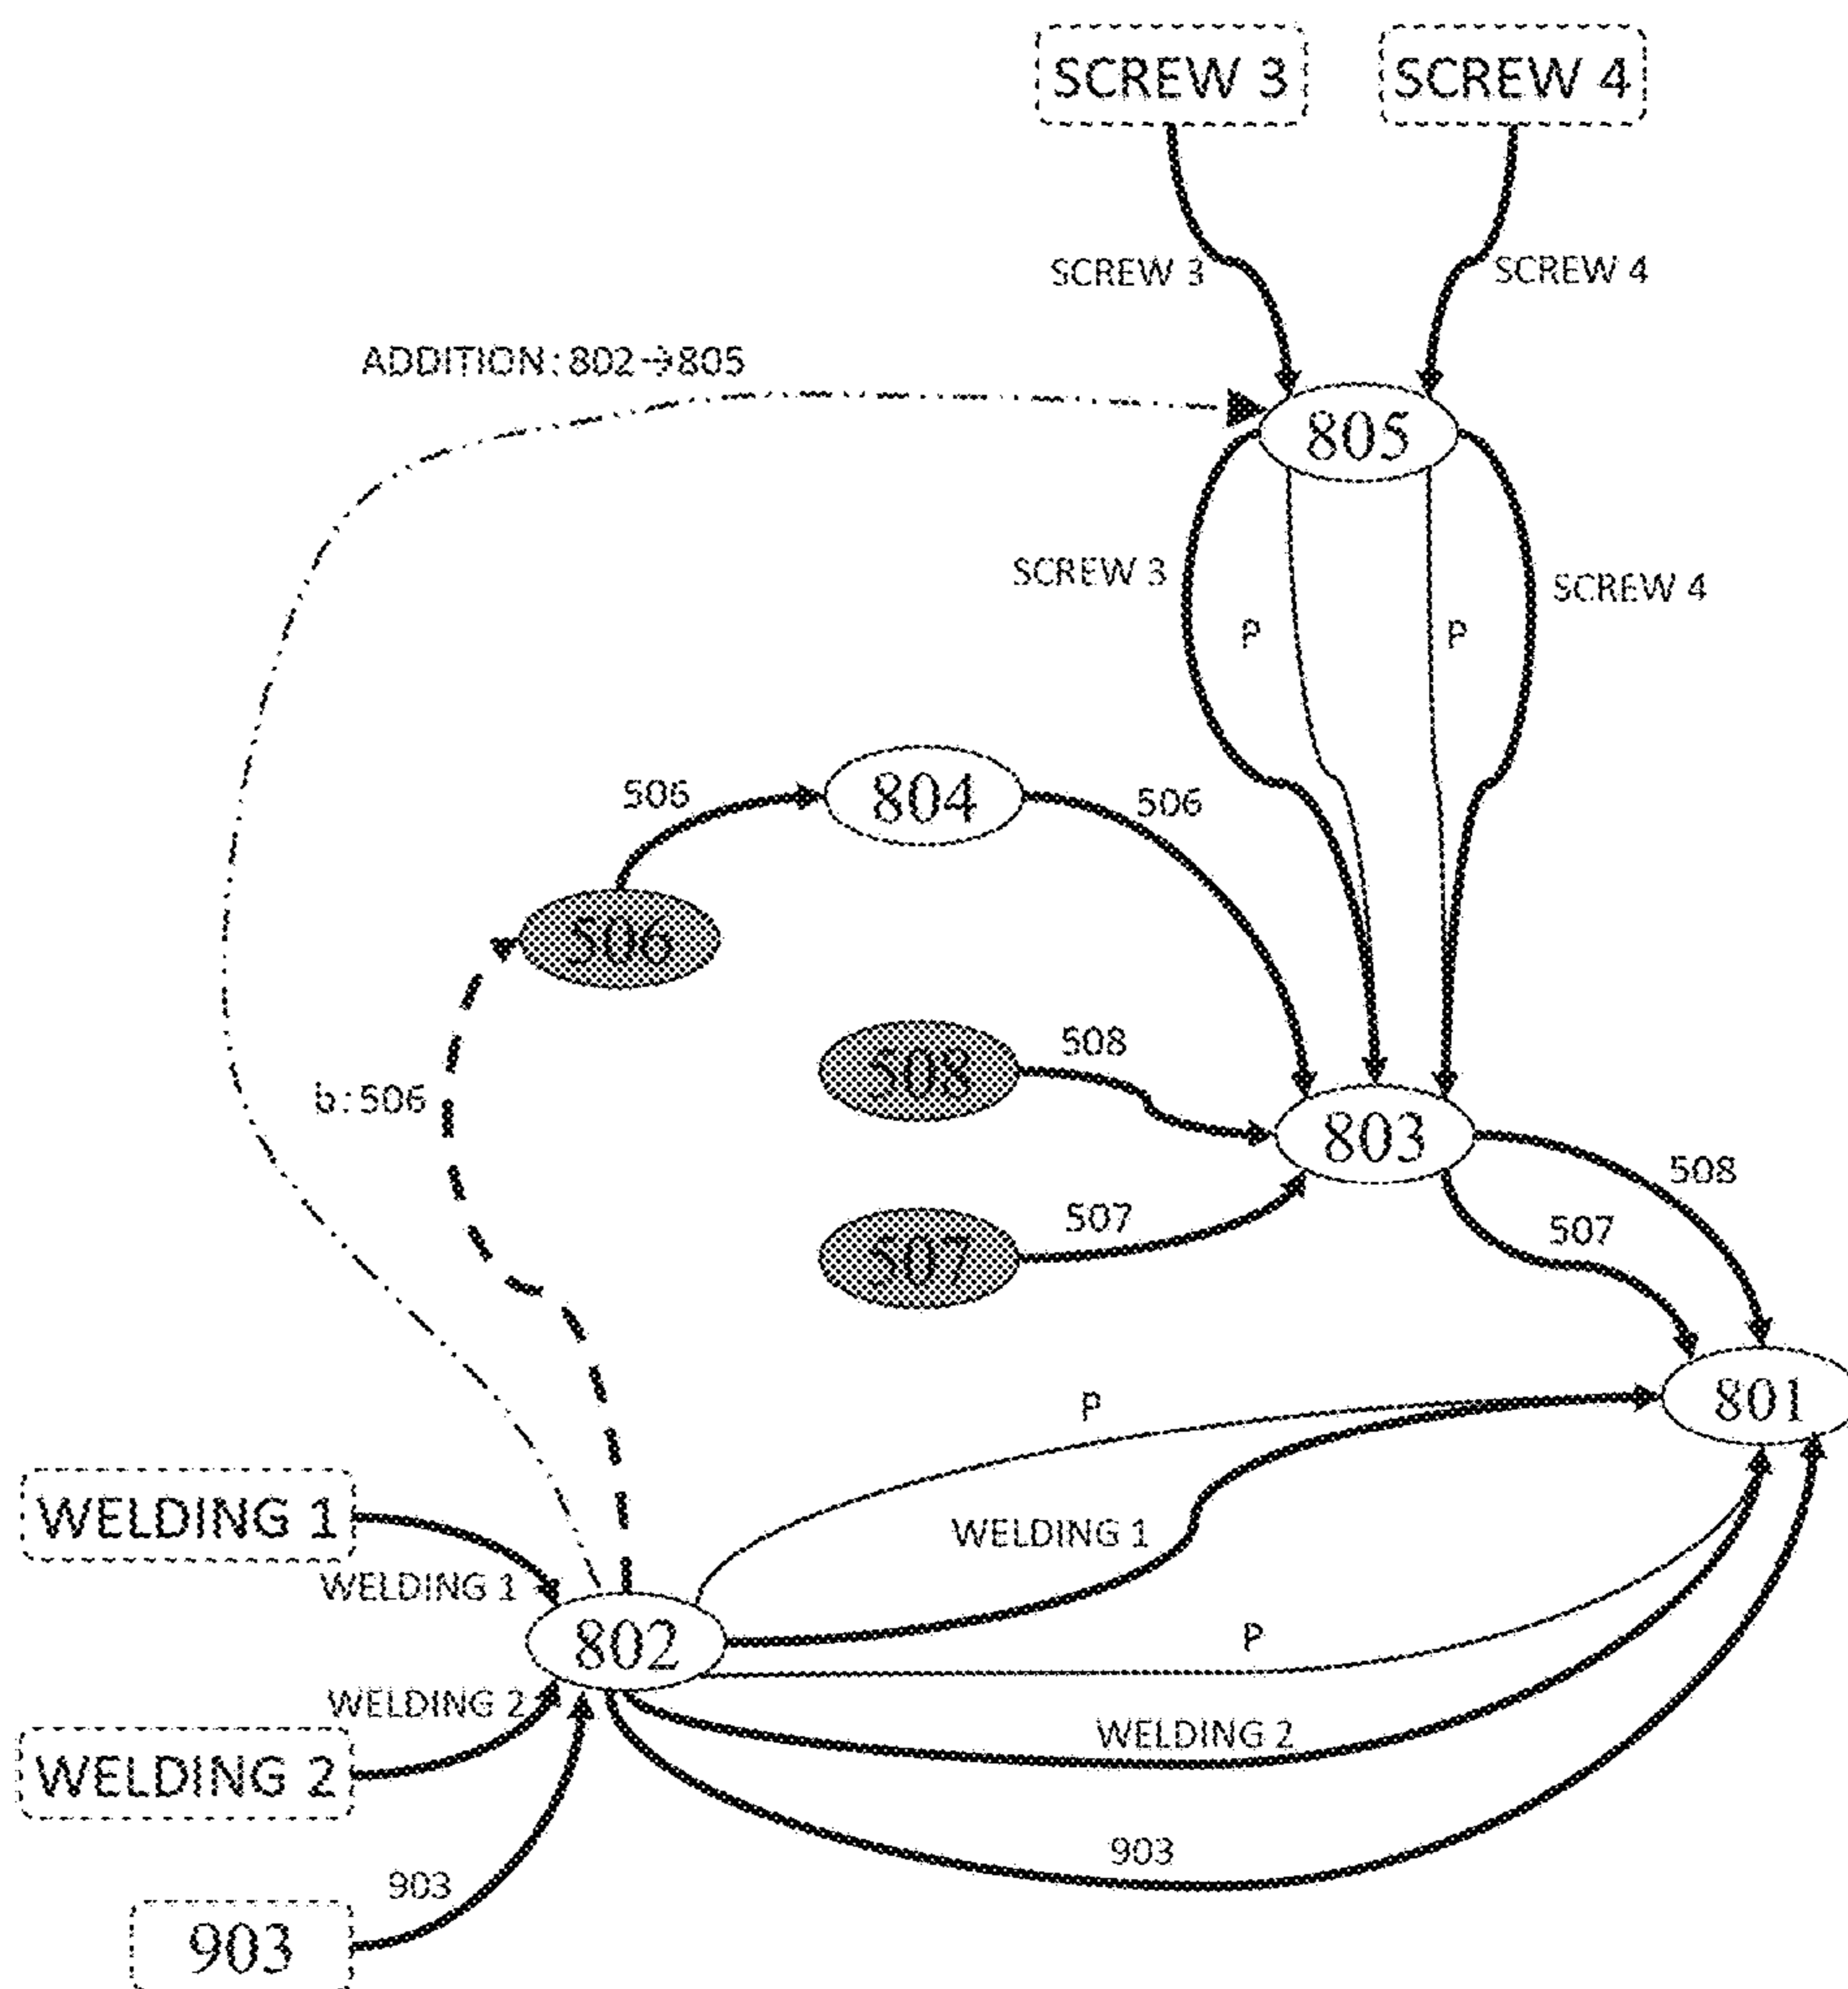 SCREW 3 SCREW 4
SCREW 3 SCREW 4
ADDITION:802→805
805
SCREW 3 SCREW 4
P P
506 804 506
506
508 508
b:506
803
508
507 507
507
801
P
WELDING 1
WELDING 1
WELDING 1
802 P
WELDING 2
WELDING 2
WELDING 2
903
903
903